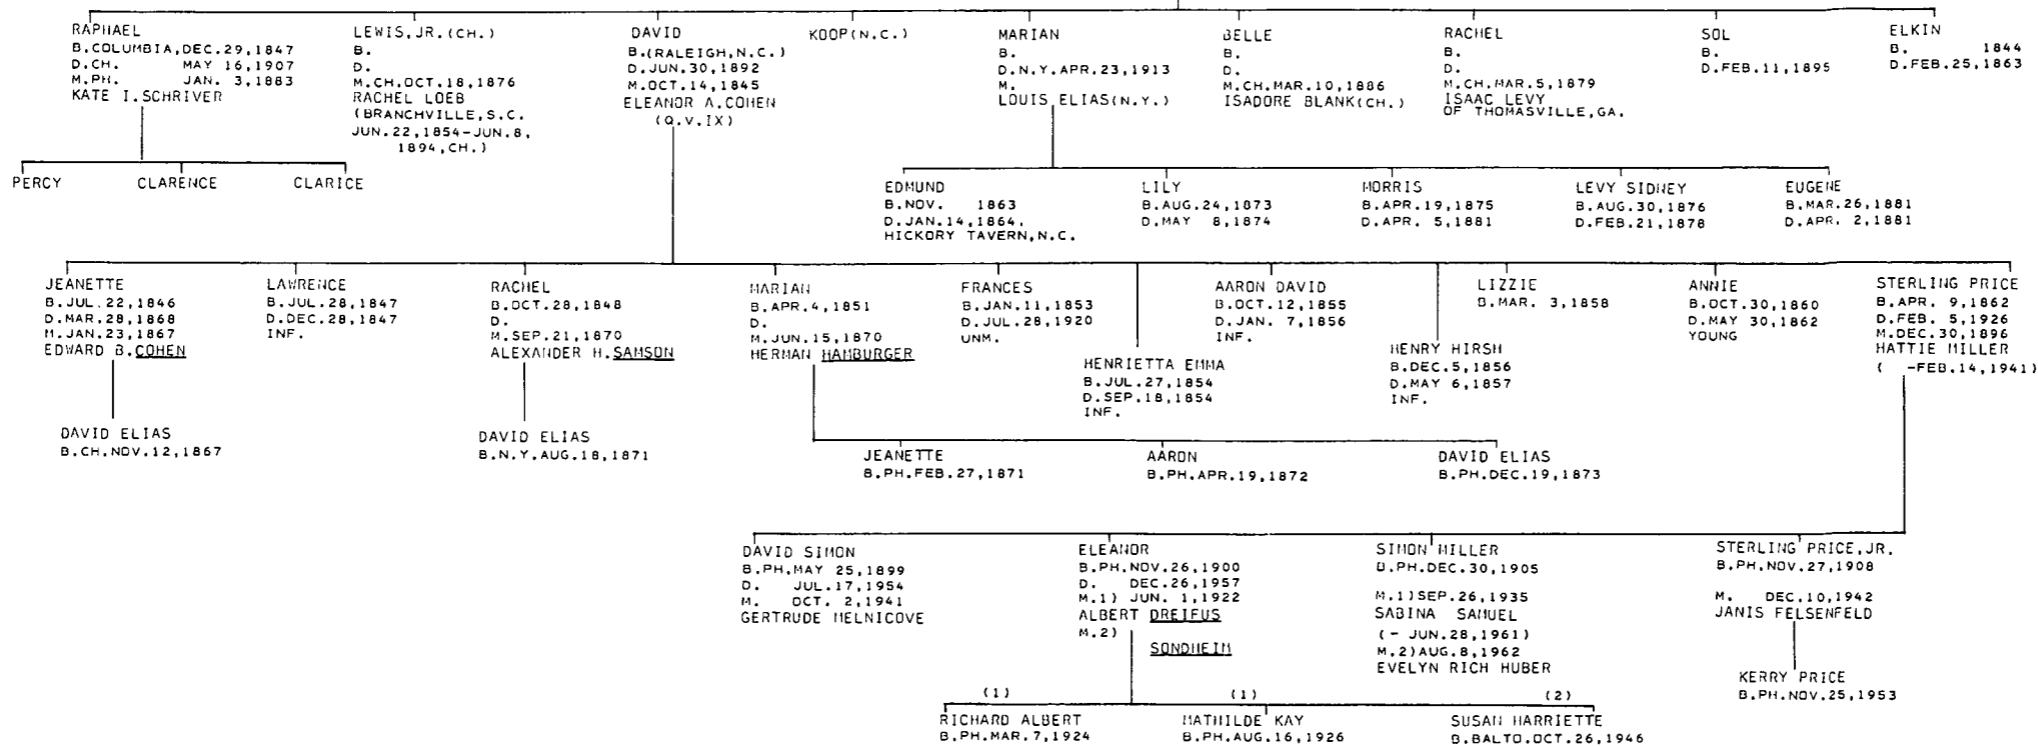 RAPHAEL
B.COLUMBIA,DEC.29,1847
D.CH. MAY 16,1907
M.PH. JAN. 3,1883
KATE I.SCHRIVER
LEWIS,JR.(CH.)
B.
D.
M.CH.OCT.18,1876
RACHEL LOEB
(BRANCHVILLE,S.C.
JUN.22,1854-JUN.8,
1894,CH.)
DAVID
B.(RALEIGH,N.C.)
D.JUN.30,1892
M.OCT.14,1845
ELEANOR A.COHEN
(Q.V.IX)
KOOP(N.C.)
MARIAN
B.
D.N.Y.APR.23,1913
M.
LOUIS ELIAS(N.Y.)
BELLE
B.
D.
M.CH.MAR.10,1886
ISADORE BLANK(CH.)
RACHEL
B.
D.
M.CH.MAR.5,1879
ISAAC LEVY
OF THOMASVILLE,GA.
SOL
B.
D.FEB.11,1895
ELKIN
B. 1844
D.FEB.25,1863
PERCY
CLARENCE
CLARICE
EDMUND
B.NOV. 1863
D.JAN.14,1864.
HICKORY TAVERN,N.C.
LILY
B.AUG.24,1873
D.MAY 8,1874
MORRIS
B.APR.19,1875
D.APR. 5,1881
LEVY SIDNEY
B.AUG.30,1876
D.FEB.21,1878
EUGENE
B.MAR.26,1881
D.APR. 2,1881
JEANETTE
B.JUL.22,1846
D.MAR.28,1868
M.JAN.23,1867
EDWARD B.COHEN
LAWRENCE
B.JUL.28,1847
D.DEC.28,1847
INF.
RACHEL
B.OCT.28,1848
D.
M.SEP.21,1870
ALEXANDER H.SAMSON
MARIAN
B.APR.4,1851
D.
M.JUN.15,1870
HERMAN HAMBURGER
FRANCES
B.JAN.11,1853
D.JUL.28,1920
UNM.
HENRIETTA EMMA
B.JUL.27,1854
D.SEP.18,1854
INF.
AARON DAVID
B.OCT.12,1855
D.JAN. 7,1856
INF.
HENRY HIRSH
B.DEC.5,1856
D.MAY 6,1857
INF.
LIZZIE
B.MAR. 3,1858
ANNIE
B.OCT.30,1860
D.MAY 30,1862
YOUNG
STERLING PRICE
B.APR. 9,1862
D.FEB. 5,1926
M.DEC.30,1896
HATTIE MILLER
( -FEB.14,1941)
DAVID ELIAS
B.CH.NOV.12,1867
DAVID ELIAS
B.N.Y.AUG.18,1871
JEANETTE
B.PH.FEB.27,1871
AARON
B.PH.APR.19,1872
DAVID ELIAS
B.PH.DEC.19,1873
DAVID SIMON
B.PH.MAY 25,1899
D. JUL.17,1954
M. OCT. 2,1941
GERTRUDE MELNICOVE
ELEANOR
B.PH.NOV.26,1900
D. DEC.26,1957
M.1) JUN. 1,1922
ALBERT DREIFUS
M.2)
SONDHEIM
SIMON MILLER
B.PH.DEC.30,1905
M.1)SEP.26,1935
SABINA SAMUEL
(- JUN.28,1961)
M.2)AUG.8,1962
EVELYN RICH HUBER
STERLING PRICE,JR.
B.PH.NOV.27,1908
M. DEC.10,1942
JANIS FELSENFELD
KERRY PRICE
B.PH.NOV.25,1953
(1)
RICHARD ALBERT
B.PH.MAR.7,1924
(1)
MATHILDE KAY
B.PH.AUG.16,1926
(2)
SUSAN HARRIETTE
B.BALTO.OCT.26,1946